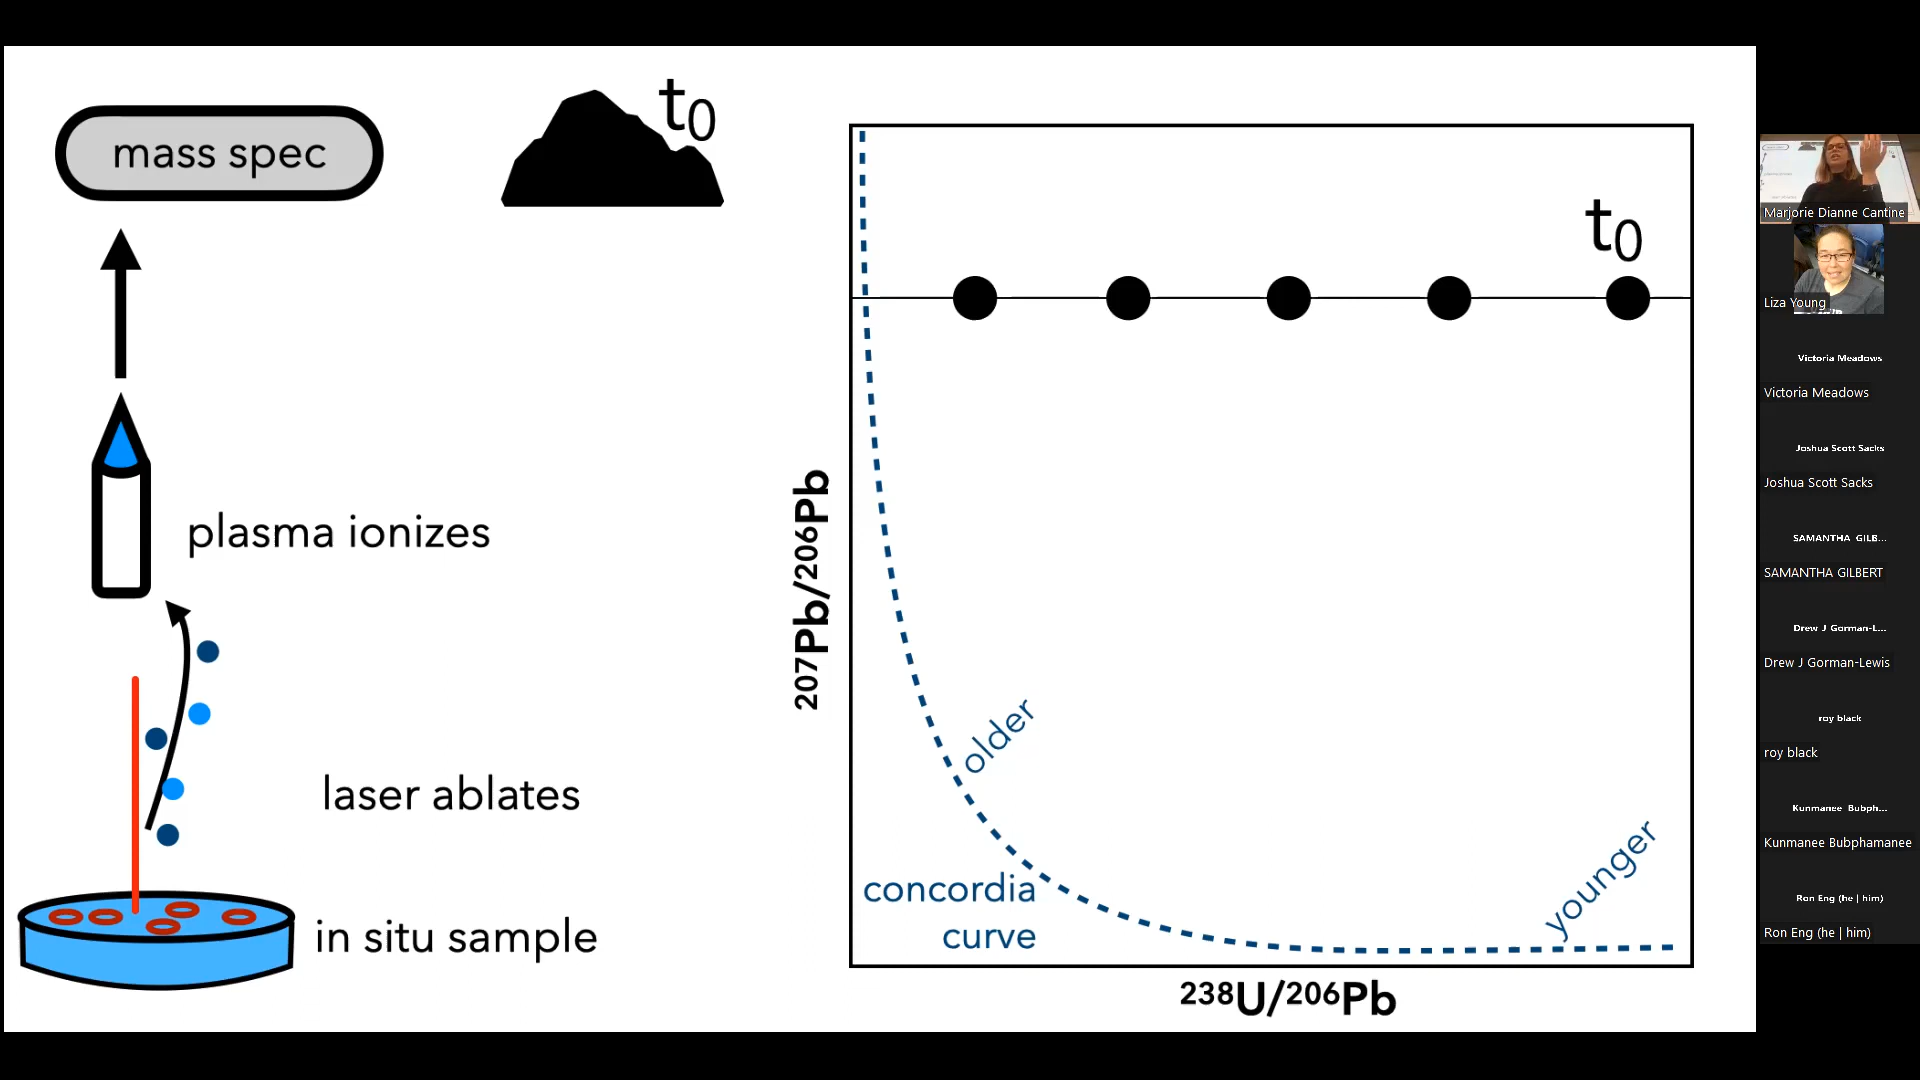 mass spec
t0
plasma ionizes
laser ablates
in situ sample
t0
207Pb/206Pb
older
younger
concordia
curve
238U/206Pb
Marjorie Dianne Cantine
Liza Young
Victoria Meadows
Victoria Meadows
Joshua Scott Sacks
Joshua Scott Sacks
SAMANTHA GILB...
SAMANTHA GILBERT
Drew J Gorman-L...
Drew J Gorman-Lewis
roy black
roy black
Kunmanee Bubph...
Kunmanee Bubphamanee
Ron Eng (he | him)
Ron Eng (he | him)